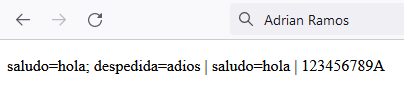 Adrian Ramos
saludo=hola; despedida=adios | saludo=hola | 123456789A